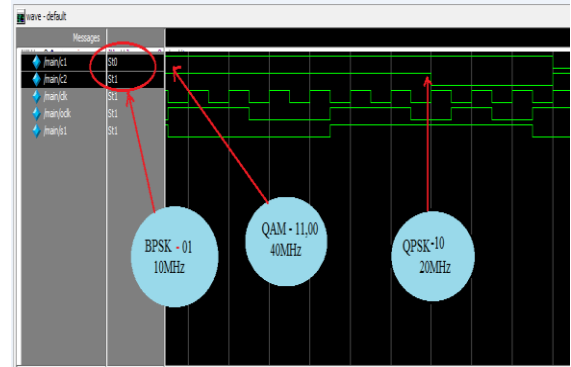 wave - default
Messages
/main/c1 St0
/main/c2 St1
/main/clk St1
/main/odk St1
/main/s1 St1
BPSK - 01
10MHz
QAM - 11,00
40MHz
QPSK-10
20MHz